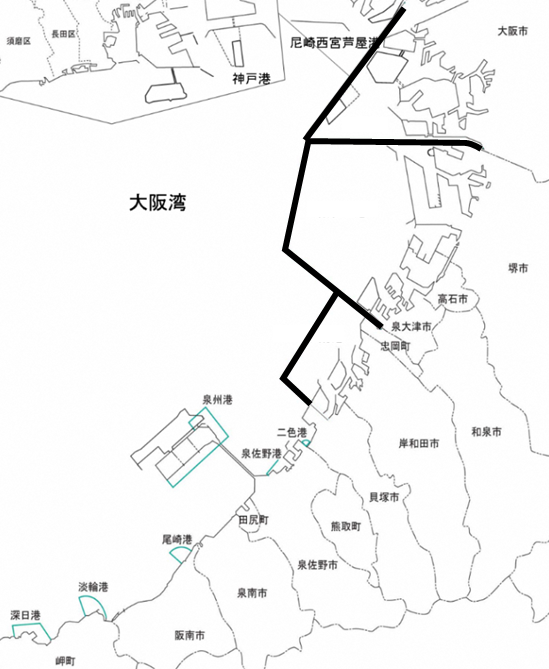 須磨区
長田区
神戸港
尼崎西宮芦屋港
大阪市
大阪湾
堺市
高石市
泉大津市
忠岡町
泉州港
二色港
泉佐野港
岸和田市
和泉市
貝塚市
熊取町
田尻町
尾崎港
泉佐野市
泉南市
淡輪港
深日港
阪南市
岬町